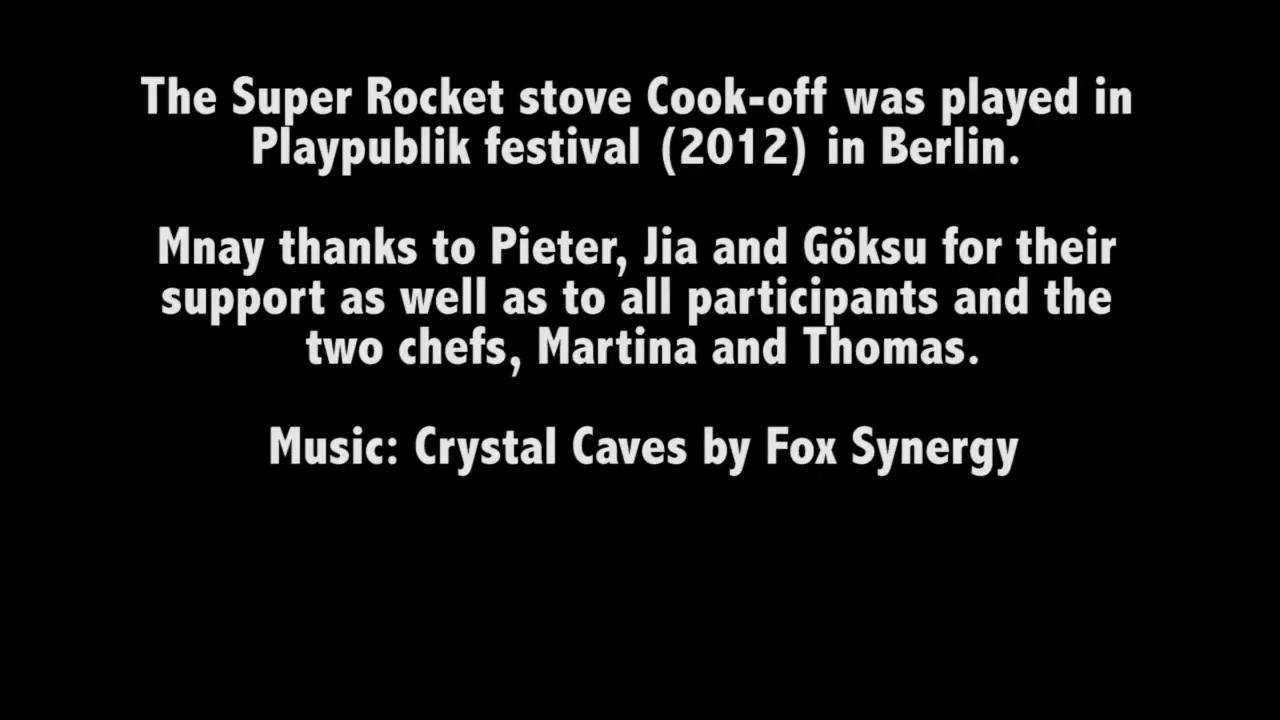 The Super Rocket stove Cook-off was played in
Playpublik festival (2012) in Berlin.
Mnay thanks to Pieter, Jia and Göksu for their
support as well as to all participants and the
two chefs, Martina and Thomas.
Music: Crystal Caves by Fox Synergy